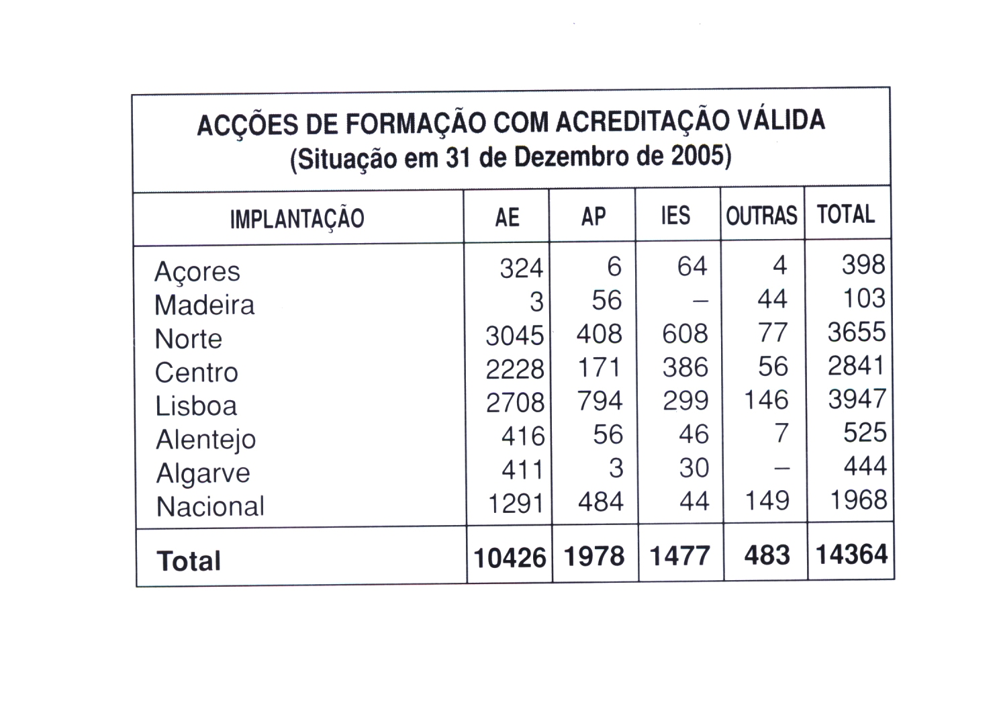 ACÇÕES DE FORMAÇÃO COM ACREDITAÇÃO VÁLIDA
(Situação em 31 de Dezembro de 2005)
IMPLANTAÇÃO AE AP IES OUTRAS TOTAL
Açores 324 6 64 4 398
Madeira 3 56 – 44 103
Norte 3045 408 608 77 3655
Centro 2228 171 386 56 2841
Lisboa 2708 794 299 146 3947
Alentejo 416 56 46 7 525
Algarve 411 3 30 – 444
Nacional 1291 484 44 149 1968
Total 10426 1978 1477 483 14364